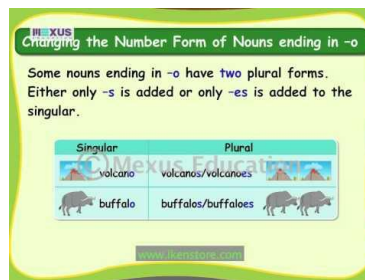 MEXUS
Changing the Number Form of Nouns ending in –o
Some nouns ending in –o have two plural forms.
Either only –s is added or only –es is added to the
singular.
Singular Plural
(C) Mexus Education
volcano volcanos/volcanoes
buffalo buffalos/buffaloes
www.ikenstore.com